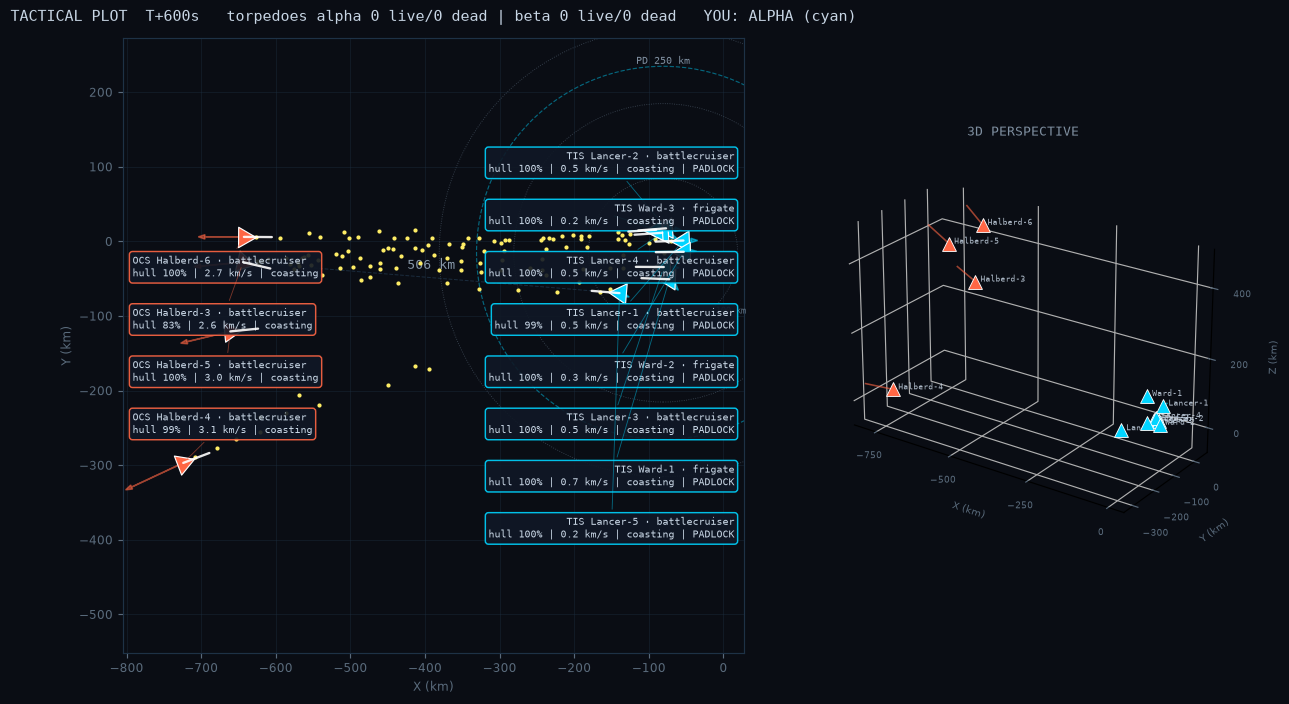 TACTICAL PLOT  T+600s   torpedoes alpha 0 live/0 dead | beta 0 live/0 dead   YOU: ALPHA (cyan)
PD 250 km
3D PERSPECTIVE
TIS Lancer-2 · battlecruiser
hull 100% | 0.5 km/s | coasting | PADLOCK
TIS Ward-3 · frigate
hull 100% | 0.2 km/s | coasting | PADLOCK
TIS Lancer-4 · battlecruiser
hull 100% | 0.5 km/s | coasting | PADLOCK
TIS Lancer-1 · battlecruiser
hull 99% | 0.5 km/s | coasting | PADLOCK
TIS Ward-2 · frigate
hull 100% | 0.3 km/s | coasting | PADLOCK
TIS Lancer-3 · battlecruiser
hull 100% | 0.5 km/s | coasting | PADLOCK
TIS Ward-1 · frigate
hull 100% | 0.7 km/s | coasting | PADLOCK
TIS Lancer-5 · battlecruiser
hull 100% | 0.2 km/s | coasting | PADLOCK
506 km
OCS Halberd-6 · battlecruiser
hull 100% | 2.7 km/s | coasting
OCS Halberd-3 · battlecruiser
hull 83% | 2.6 km/s | coasting
OCS Halberd-5 · battlecruiser
hull 100% | 3.0 km/s | coasting
OCS Halberd-4 · battlecruiser
hull 99% | 3.1 km/s | coasting
200
100
0
−100
−200
−300
−400
−500
Y (km)
−800
−700
−600
−500
−400
−300
−200
−100
0
X (km)
Halberd-6
Halberd-5
Halberd-3
Halberd-4
Ward-1
Lancer-1
400
200
0
Z (km)
−750
−500
−250
0
X (km)
0
−100
−200
−300
Y (km)